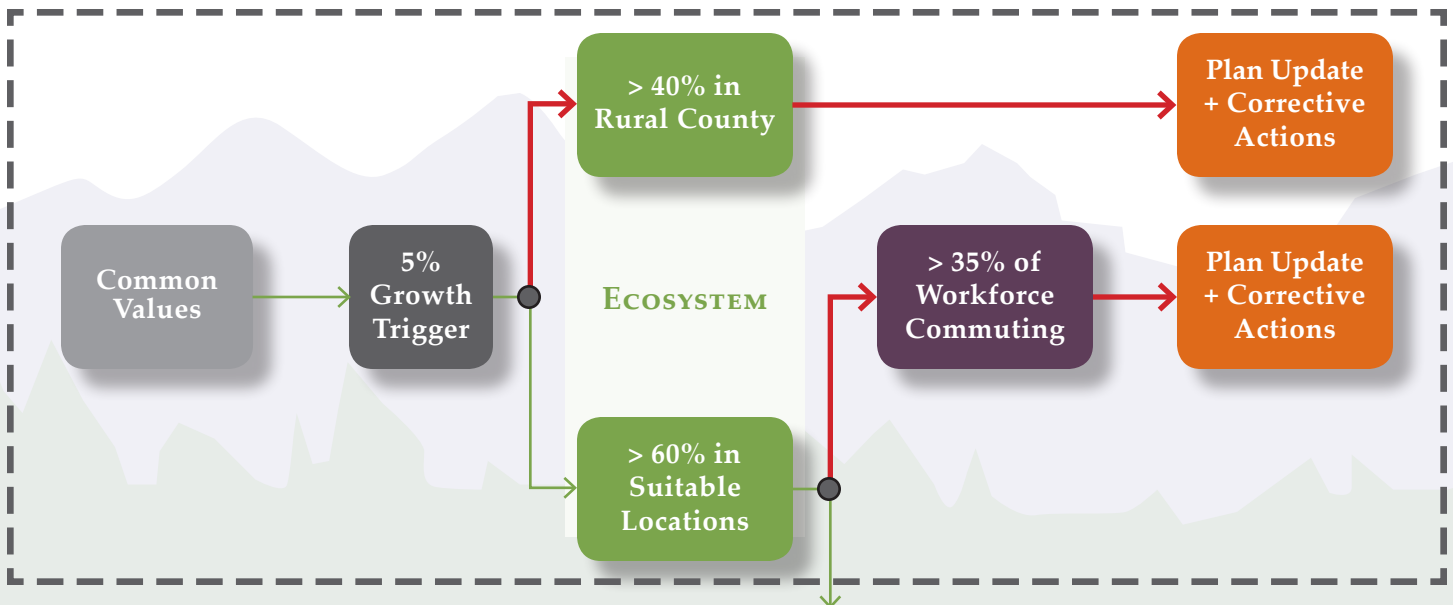 > 40% in
Rural County
Plan Update
+ Corrective
Actions
Common
Values
5%
Growth
Trigger
Ecosystem
> 35% of
Workforce
Commuting
Plan Update
+ Corrective
Actions
> 60% in
Suitable
Locations